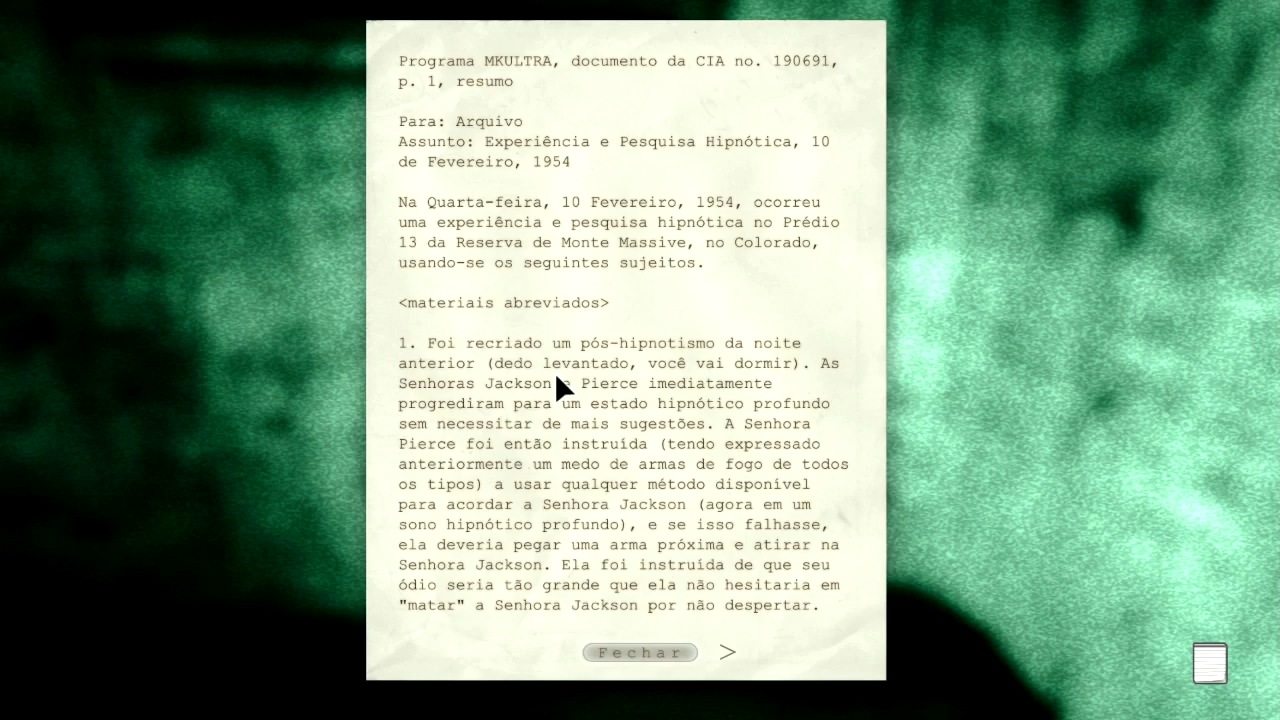 Programa MKULTRA, documento da CIA no. 190691,
p. 1, resumo
Para: Arquivo
Assunto: Experiência e Pesquisa Hipnótica, 10
de Fevereiro, 1954
Na Quarta-feira, 10 Fevereiro, 1954, ocorreu
uma experiência e pesquisa hipnótica no Prédio
13 da Reserva de Monte Massive, no Colorado,
usando-se os seguintes sujeitos.
<materiais abreviados>
1. Foi recriado um pós-hipnotismo da noite
anterior (dedo levantado, você vai dormir). As
Senhoras Jackson e Pierce imediatamente
progrediram para um estado hipnótico profundo
sem necessitar de mais sugestões. A Senhora
Pierce foi então instruída (tendo expressado
anteriormente um medo de armas de fogo de todos
os tipos) a usar qualquer método disponível
para acordar a Senhora Jackson (agora em um
sono hipnótico profundo), e se isso falhasse,
ela deveria pegar uma arma próxima e atirar na
Senhora Jackson. Ela foi instruída de que seu
ódio seria tão grande que ela não hesitaria em
"matar" a Senhora Jackson por não despertar.
Fechar >